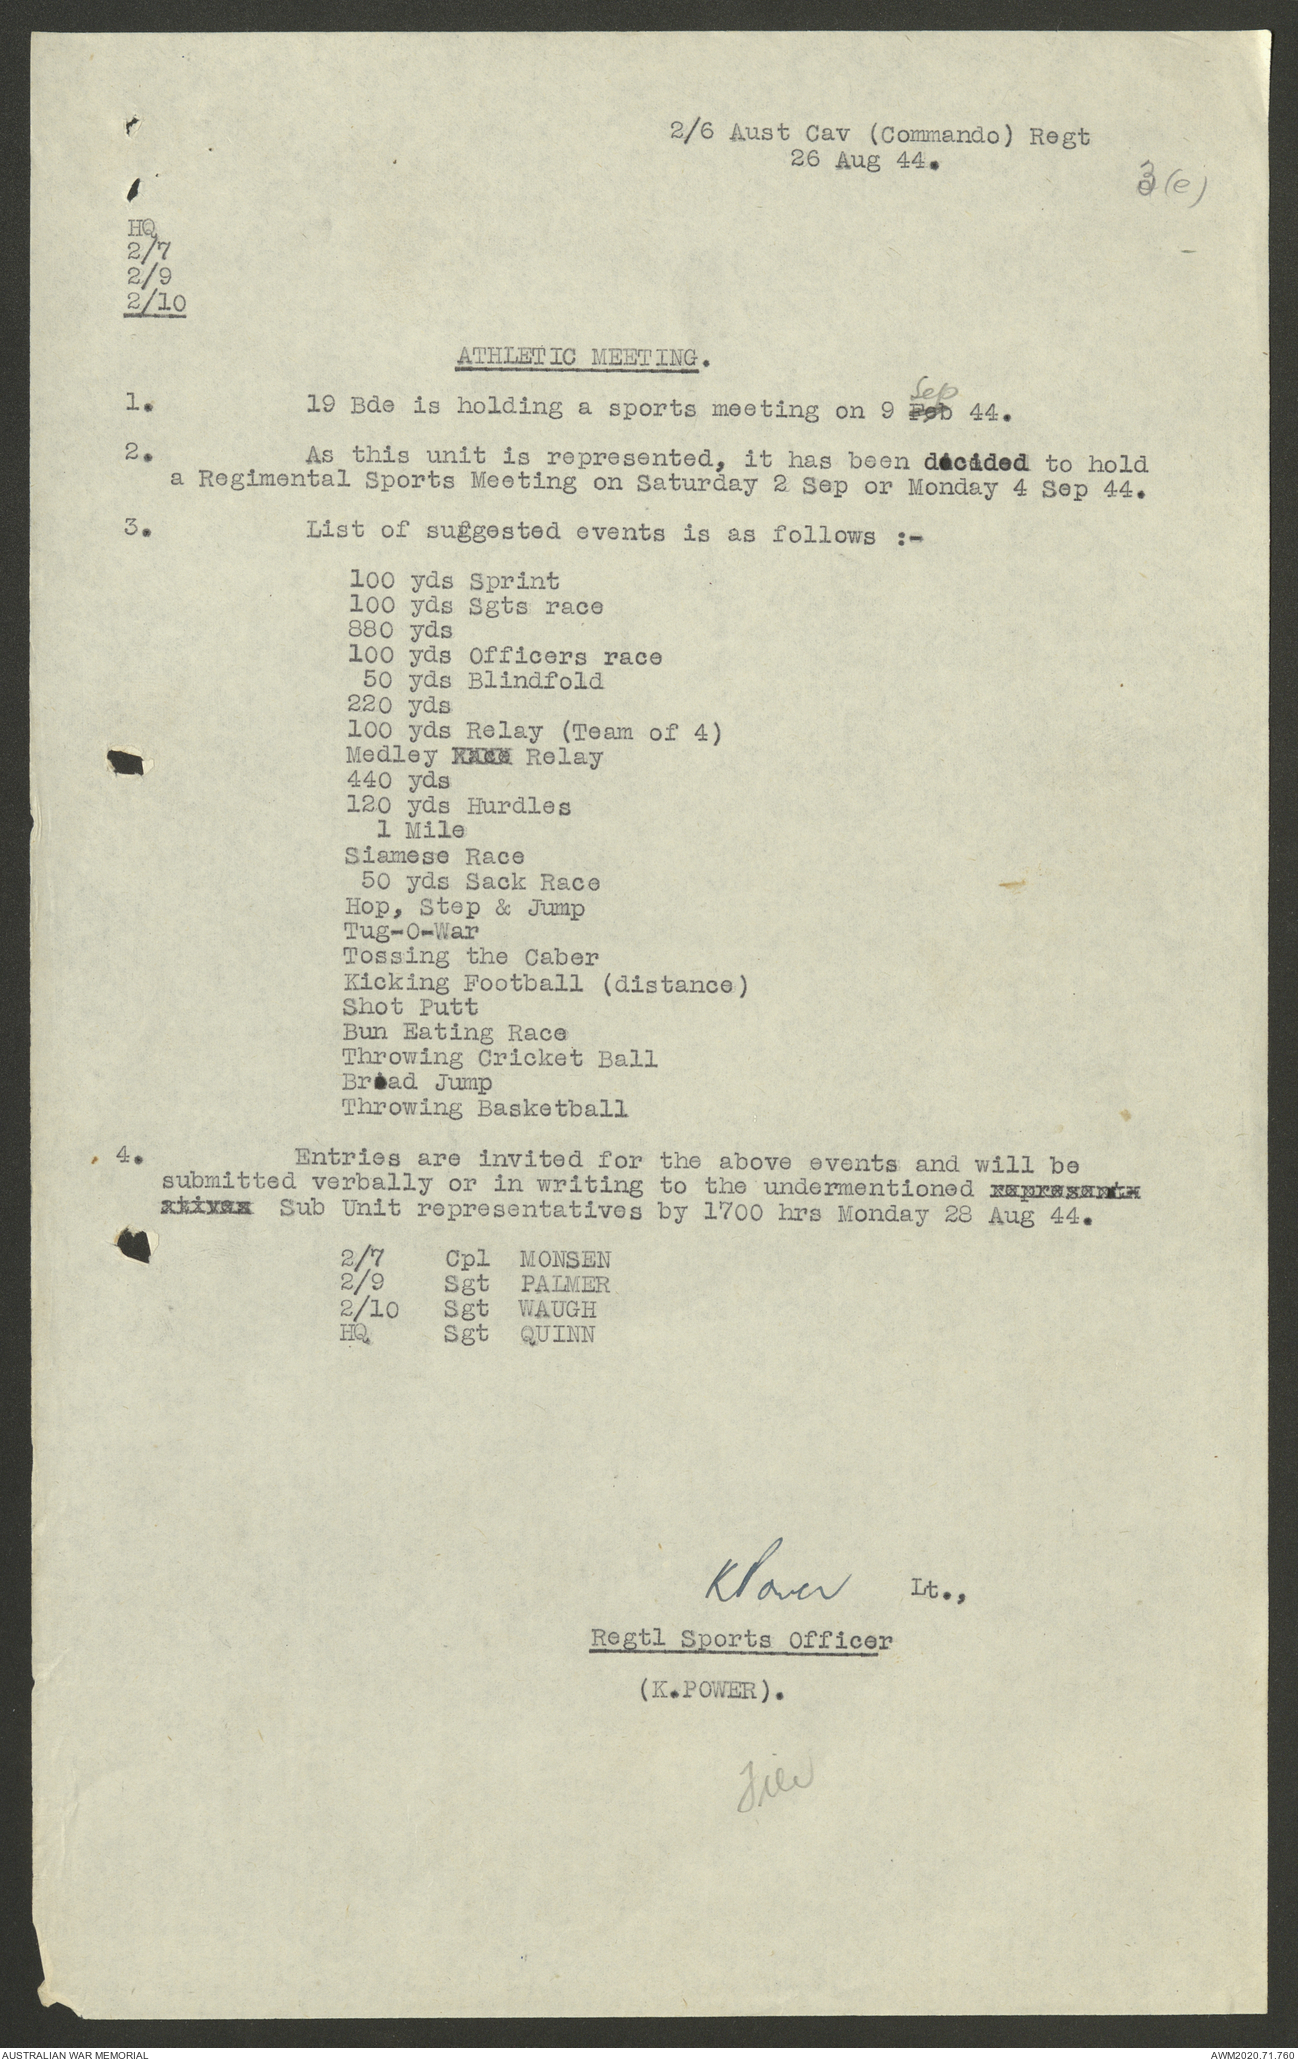 2/6 Aust Cav (Commando) Regt
26 Aug 44.
3(e)
HQ
2/7
2/9
2/10
ATHLETIC MEETING.
1. 19 Bde is holding a sports meeting on 9 Feb Sep 44.
2. As this unit is represented, it has been decided to hold
a Regimental Sports Meeting on Saturday 2 Sep or Monday 4 Sep 44.
3. List of suggested events is as follows :-
100 yds Sprint
100 yds Sgts race
880 yds
100 yds Officers race
50 yds Blindfold
220 yds
100 yds Relay (Team of 4)
Medley Race Relay
440 yds
120 yds Hurdles
1 Mile
Siamese Race
50 yds Sack Race
Hop, Step & Jump
Tug-O-War
Tossing the Caber
Kicking Football (distance)
Shot Putt
Bun Eating Race
Throwing Cricket Ball
Broad Jump
Throwing Basketball
4. Entries are invited for the above events and will be
submitted verbally or in writing to the undermentioned
Sub Unit representatives by 1700 hrs Monday 28 Aug 44.
2/7 Cpl MONSEN
2/9 Sgt PALMER
2/10 Sgt WAUGH
HQ Sgt QUINN
KPower Lt.,
Regtl Sports Officer
(K.POWER).
File
AUSTRALIAN WAR MEMORIAL
AWM2020.71.760